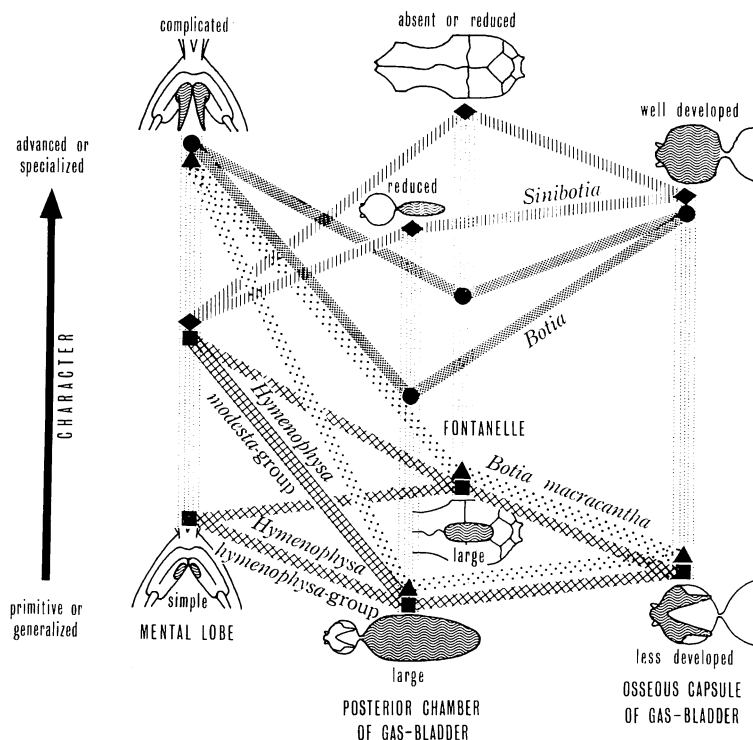 complicated
absent or reduced
well developed
advanced or
specialized
reduced
Sinibotia
Botia
CHARACTER
Hymenophysa
modesta-group
FONTANELLE
Botia macracantha
large
Hymenophysa
hymenophysa-group
simple
primitive or
generalized
MENTAL LOBE
large
less developed
POSTERIOR CHAMBER
OF GAS-BLADDER
OSSEOUS CAPSULE
OF GAS-BLADDER